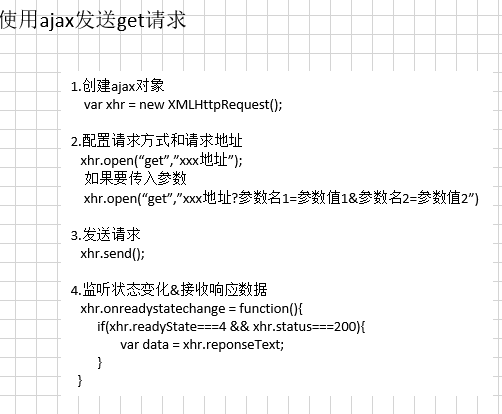 使用ajax发送get请求
1.创建ajax对象
var xhr = new XMLHttpRequest();
2.配置请求方式和请求地址
xhr.open(“get”,”xxx地址”);
如果要传入参数
xhr.open(“get”,”xxx地址?参数名1=参数值1&参数名2=参数值2”)
3.发送请求
xhr.send();
4.监听状态变化&接收响应数据
xhr.onreadystatechange = function(){
if(xhr.readyState===4 && xhr.status===200){
var data = xhr.reponseText;
}
}